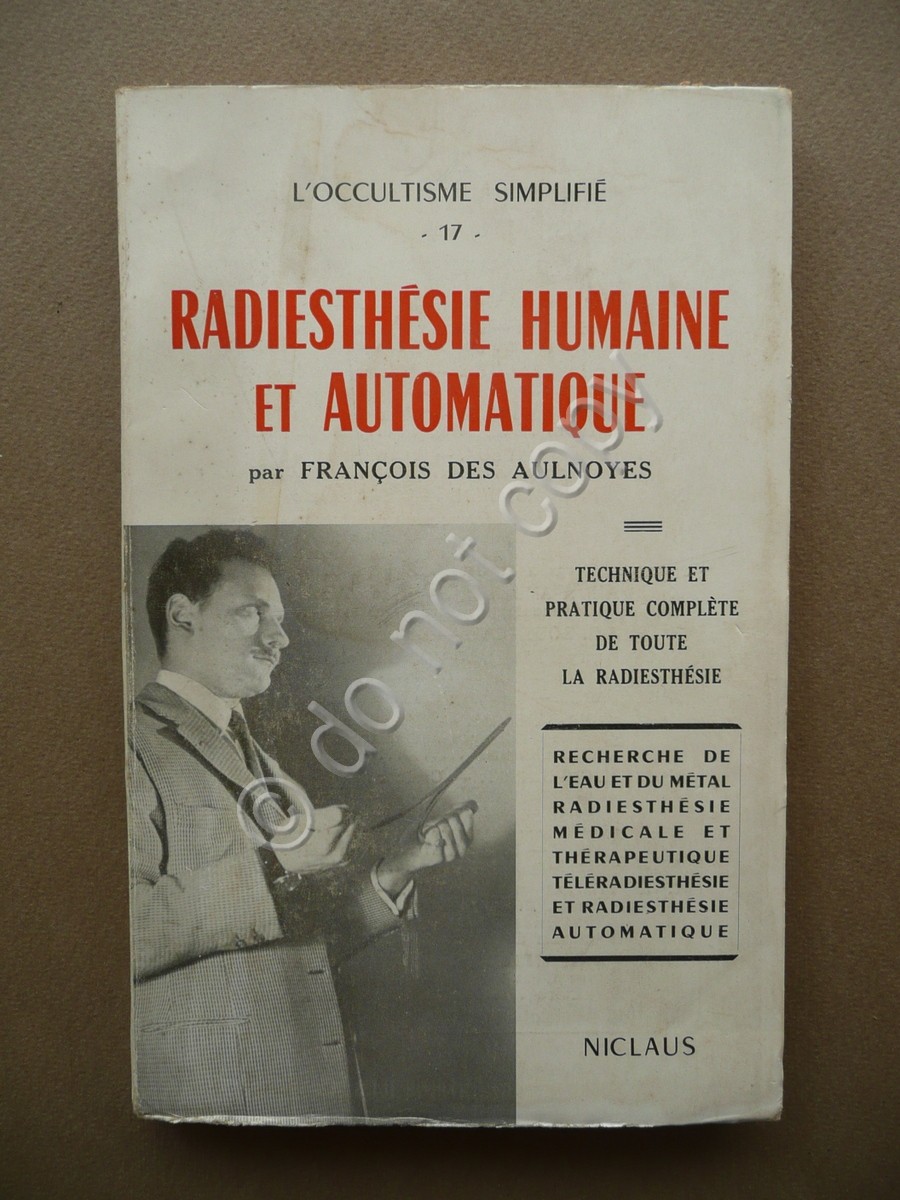 L'OCCULTISME SIMPLIFIÉ
- 17 -
RADIESTHÉSIE HUMAINE
ET AUTOMATIQUE
par FRANÇOIS DES AULNOYES
TECHNIQUE ET
PRATIQUE COMPLÈTE
DE TOUTE
LA RADIESTHÉSIE
RECHERCHE DE
L'EAU ET DU MÉTAL
RADIESTHÉSIE
MÉDICALE ET
THÉRAPEUTIQUE
TÉLÉRADIESTHÉSIE
ET RADIESTHÉSIE
AUTOMATIQUE
NICLAUS
© do not copy